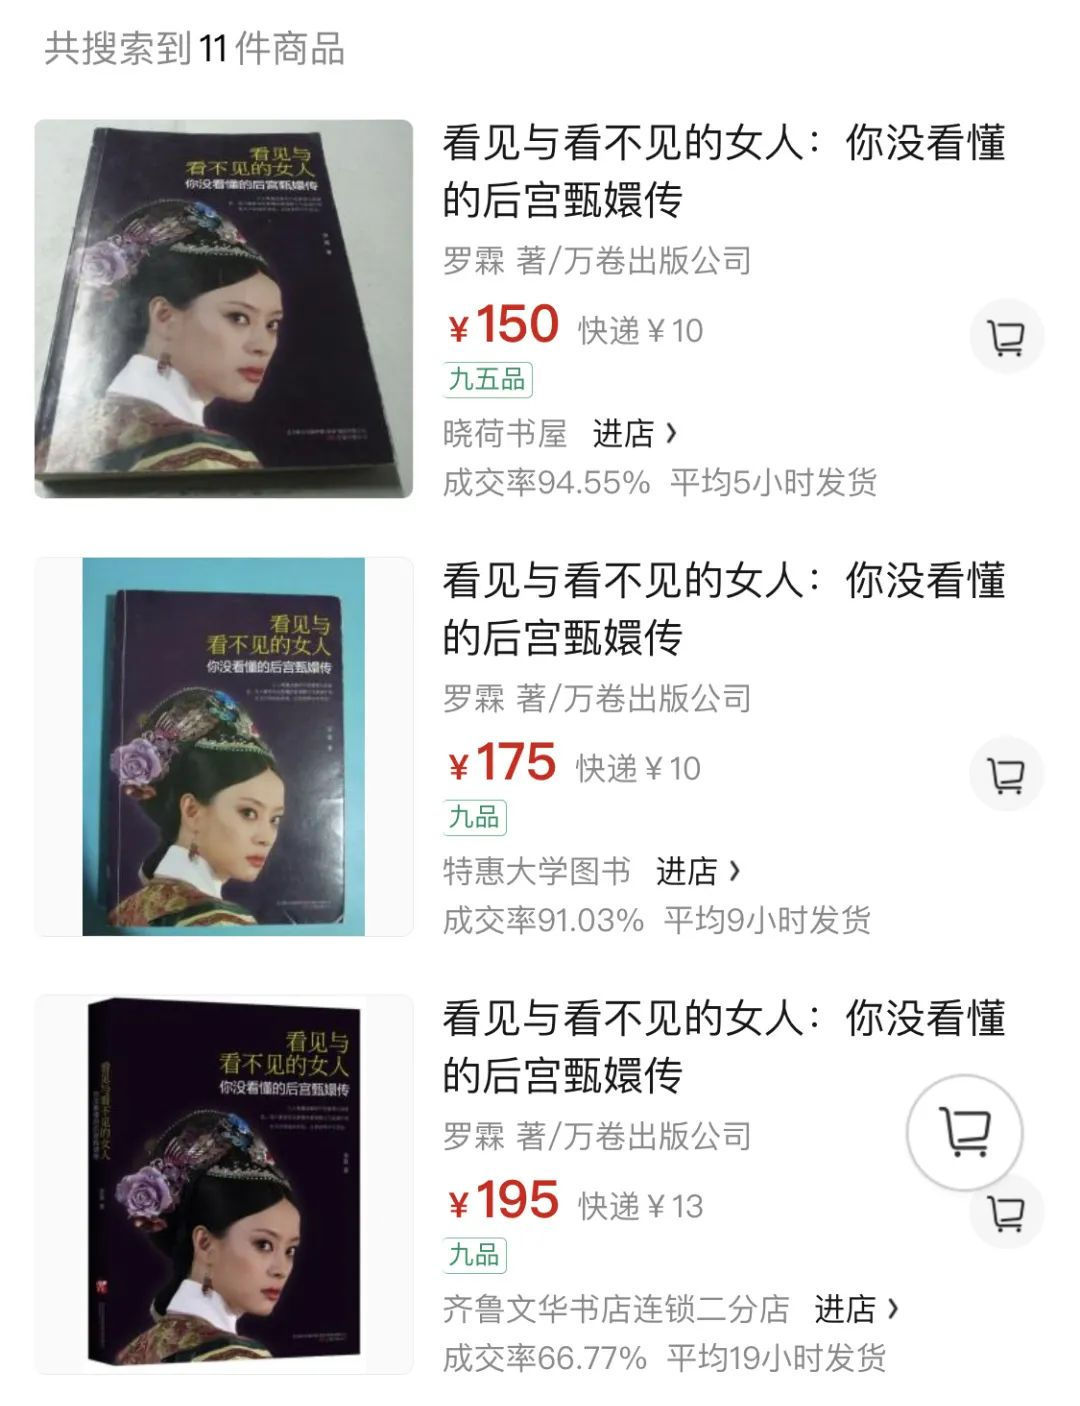 共搜索到11件商品
看见与
看不见的女人
你没看懂的后宫甄嬛传
看见与看不见的女人：你没看懂
的后宫甄嬛传
罗霖 著/万卷出版公司
¥150 快递¥10
九五品
晓荷书屋 进店 ›
成交率94.55% 平均5小时发货
看见与
看不见的女人
你没看懂的后宫甄嬛传
看见与看不见的女人：你没看懂
的后宫甄嬛传
罗霖 著/万卷出版公司
¥175 快递¥10
九品
特惠大学图书 进店 ›
成交率91.03% 平均9小时发货
看见与
看不见的女人
你没看懂的后宫甄嬛传
看见与看不见的女人
看见与看不见的女人：你没看懂
的后宫甄嬛传
罗霖 著/万卷出版公司
¥195 快递¥13
九品
齐鲁文华书店连锁二分店 进店 ›
成交率66.77% 平均19小时发货